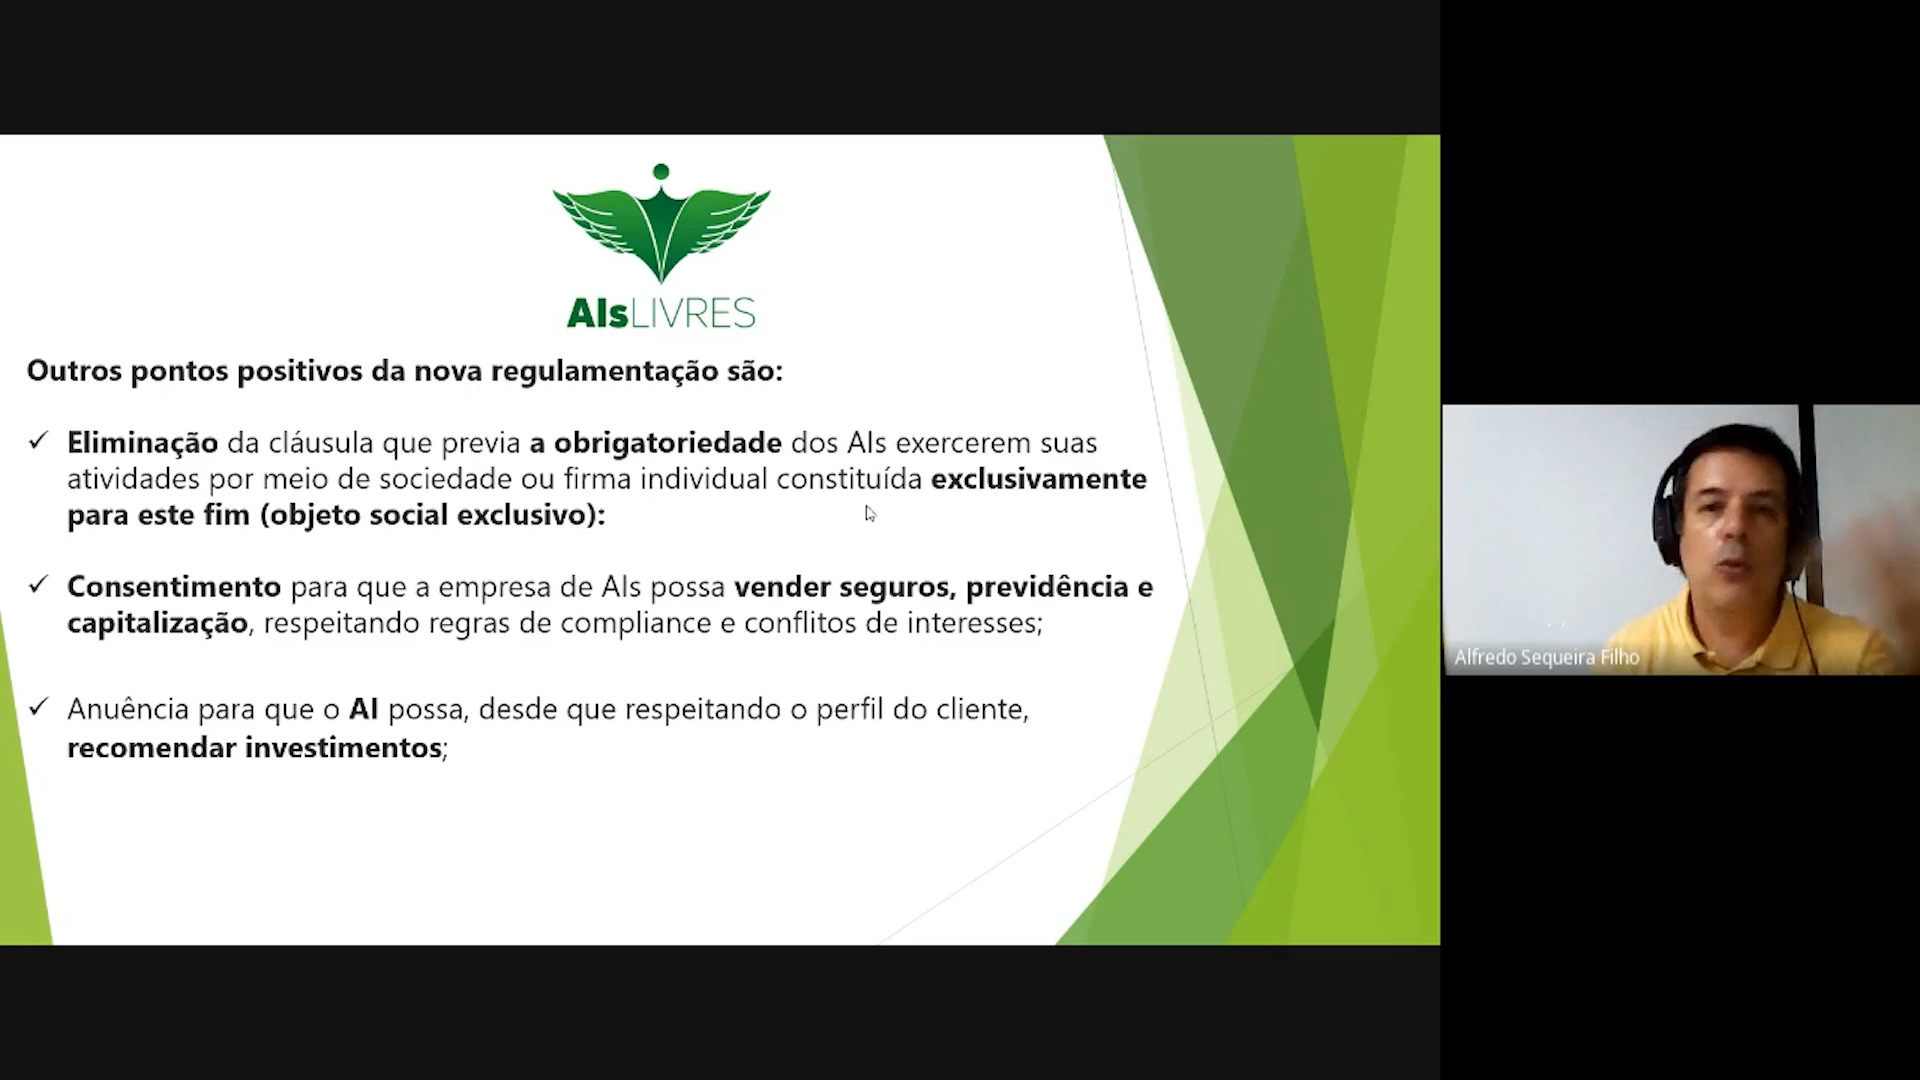 AIsLIVRES
Outros pontos positivos da nova regulamentação são:
✓ Eliminação da cláusula que previa a obrigatoriedade dos AIs exercerem suas
atividades por meio de sociedade ou firma individual constituída exclusivamente
para este fim (objeto social exclusivo):
✓ Consentimento para que a empresa de AIs possa vender seguros, previdência e
capitalização, respeitando regras de compliance e conflitos de interesses;
✓ Anuência para que o AI possa, desde que respeitando o perfil do cliente,
recomendar investimentos;
Alfredo Sequeira Filho